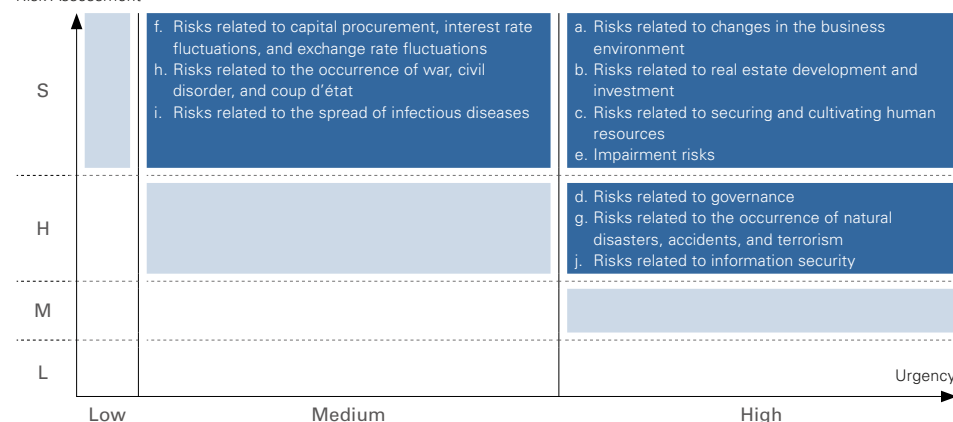 Risk Assessment
S
f. Risks related to capital procurement, interest rate
fluctuations, and exchange rate fluctuations
h. Risks related to the occurrence of war, civil
disorder, and coup d’état
i. Risks related to the spread of infectious diseases
a. Risks related to changes in the business
environment
b. Risks related to real estate development and
investment
c. Risks related to securing and cultivating human
resources
e. Impairment risks
H
d. Risks related to governance
g. Risks related to the occurrence of natural
disasters, accidents, and terrorism
j. Risks related to information security
M
L
Urgency
Low
Medium
High